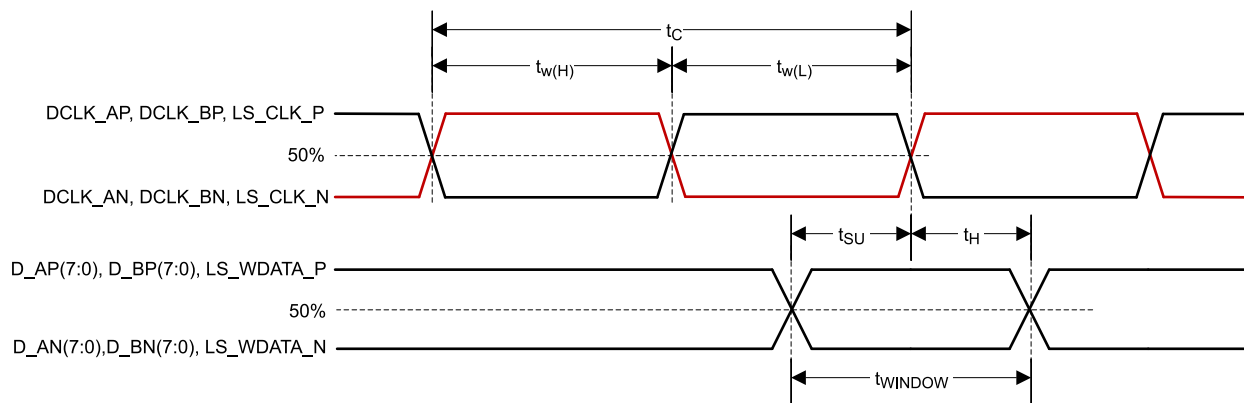 tC
tw(H) tw(L)
DCLK_AP, DCLK_BP, LS_CLK_P
50%
DCLK_AN, DCLK_BN, LS_CLK_N
tSU tH
D_AP(7:0), D_BP(7:0), LS_WDATA_P
50%
D_AN(7:0),D_BN(7:0), LS_WDATA_N
tWINDOW